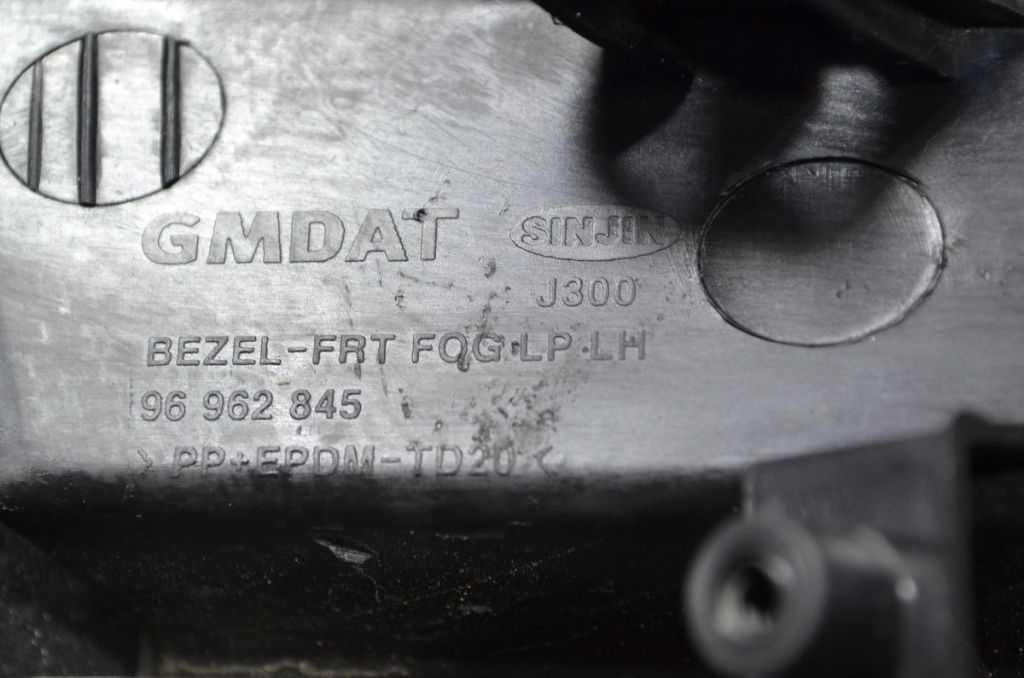 GMDAT SINJIN
J300
BEZEL-FRT FOG LP LH
96 962 845
> PP+EPDM-TD20 <